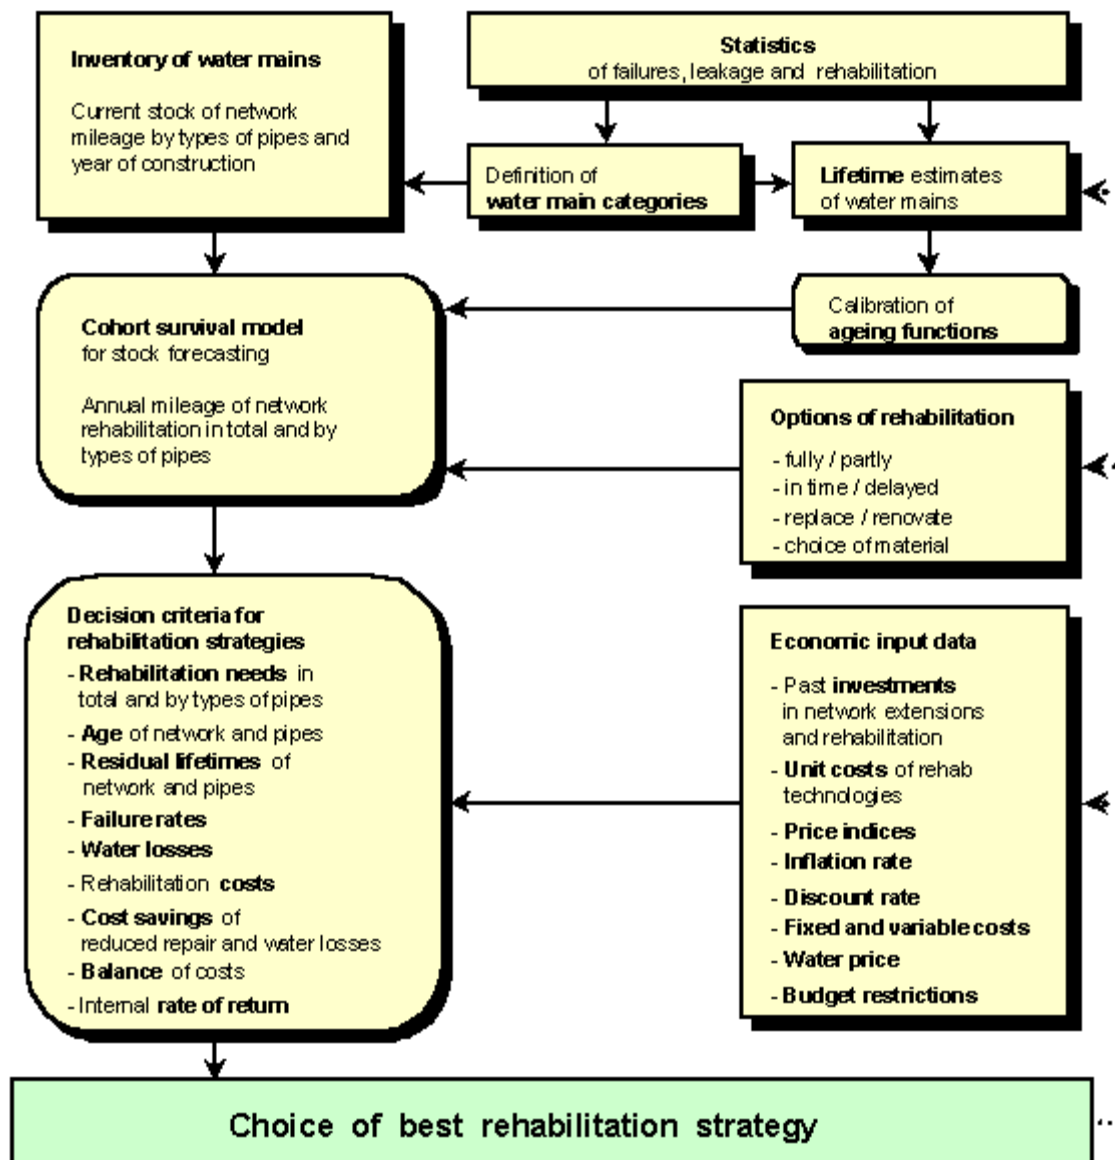 Inventory of water mains
Current stock of network
mileage by types of pipes and
year of construction
Statistics
of failures, leakage and rehabilitation
Definition of
water main categories
Lifetime estimates
of water mains
Cohort survival model
for stock forecasting
Annual mileage of network
rehabilitation in total and by
types of pipes
Calibration of
ageing functions
Options of rehabilitation
- fully / partly
- in time / delayed
- replace / renovate
- choice of material
Decision criteria for
rehabilitation strategies
- Rehabilitation needs in
total and by types of pipes
- Age of network and pipes
- Residual lifetimes of
network and pipes
- Failure rates
- Water losses
- Rehabilitation costs
- Cost savings of
reduced repair and water losses
- Balance of costs
- Internal rate of return
Economic input data
- Past investments
in network extensions
and rehabilitation
- Unit costs of rehab
technologies
- Price indices
- Inflation rate
- Discount rate
- Fixed and variable costs
- Water price
- Budget restrictions
Choice of best rehabilitation strategy